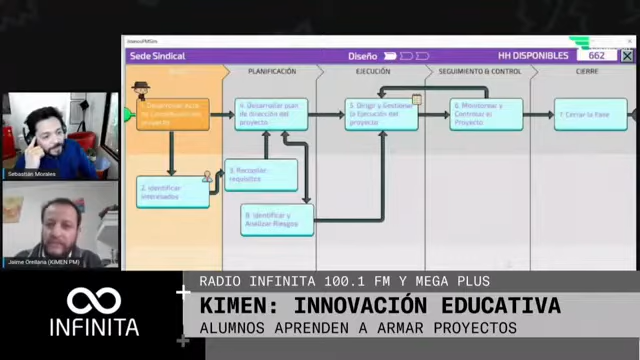 SimulaPMSim
Sede Sindical
Diseño
HH DISPONIBLES
662
PLANIFICACIÓN
EJECUCIÓN
SEGUIMIENTO & CONTROL
CIERRE
4. Desarrollar plan de dirección del proyecto
5. Dirigir y Gestionar la Ejecución del proyecto
6. Monitorear y Controlar el Proyecto
7. Cerrar la Fase
3. Recopilar requisitos
2. Identificar interesados
8. Identificar y Analizar Riesgos
Sebastián Morales
Jaime Orellana (KIMEN PM)
RADIO INFINITA 100.1 FM Y MEGA PLUS
KIMEN: INNOVACIÓN EDUCATIVA
ALUMNOS APRENDEN A ARMAR PROYECTOS
INFINITA